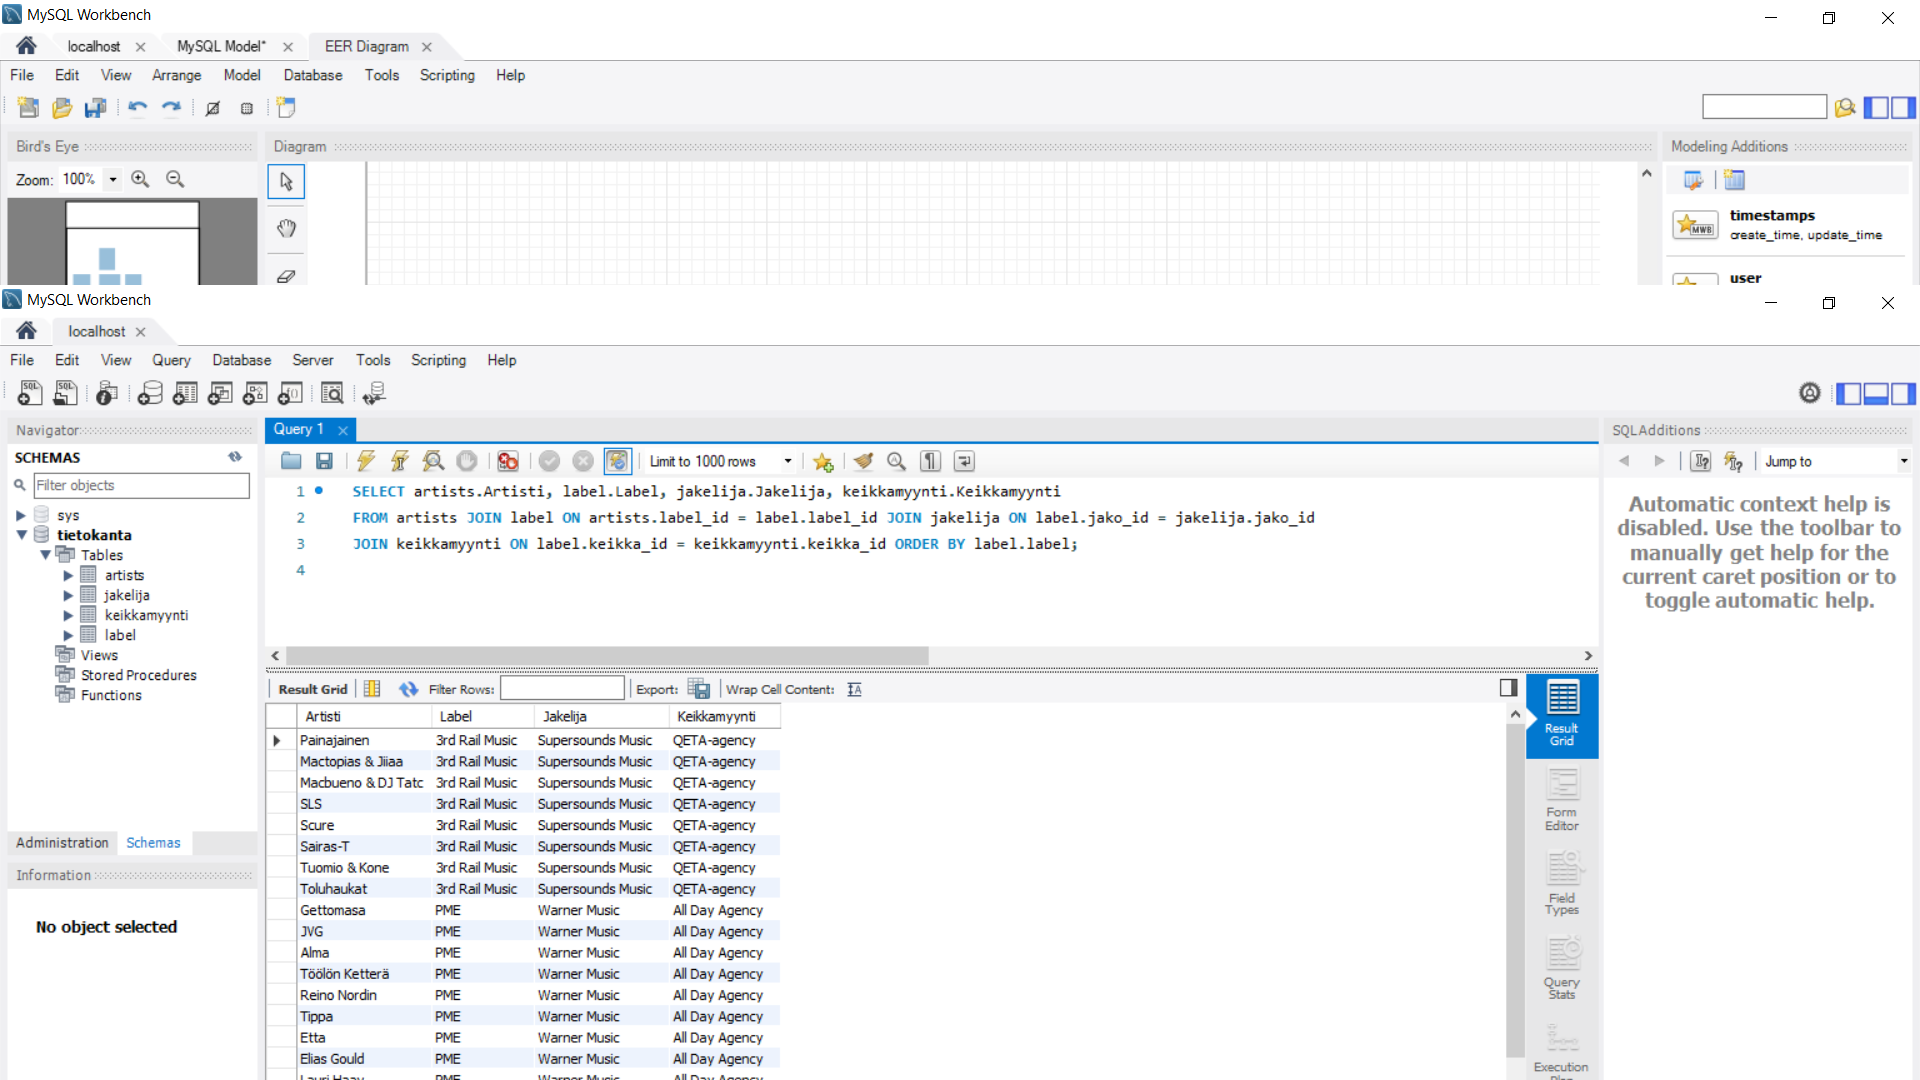 MySQL Workbench
localhost
MySQL Model*
EER Diagram
File Edit View Arrange Model Database Tools Scripting Help
Bird's Eye
Diagram
Modeling Additions
Zoom: 100%
timestamps
create_time, update_time
MWB
user
MySQL Workbench
localhost
File Edit View Query Database Server Tools Scripting Help
Navigator
SCHEMAS
Filter objects
sys
tietokanta
Tables
artists
jakelija
keikkamyynti
label
Views
Stored Procedures
Functions
Administration Schemas
Information
No object selected
Query 1
Limit to 1000 rows
1 SELECT artists.Artisti, label.Label, jakelija.Jakelija, keikkamyynti.Keikkamyynti
2 FROM artists JOIN label ON artists.label_id = label.label_id JOIN jakelija ON label.jako_id = jakelija.jako_id
3 JOIN keikkamyynti ON label.keikka_id = keikkamyynti.keikka_id ORDER BY label.label;
4
SQLAdditions
Jump to
Automatic context help is
disabled. Use the toolbar to
manually get help for the
current caret position or to
toggle automatic help.
Result Grid Filter Rows: Export: Wrap Cell Content:
Artisti Label Jakelija Keikkamyynti
Painajainen 3rd Rail Music Supersounds Music QETA-agency
Mactopias & Jiiaa 3rd Rail Music Supersounds Music QETA-agency
Macbueno & DJ Tatc 3rd Rail Music Supersounds Music QETA-agency
SLS 3rd Rail Music Supersounds Music QETA-agency
Scure 3rd Rail Music Supersounds Music QETA-agency
Sairas-T 3rd Rail Music Supersounds Music QETA-agency
Tuomio & Kone 3rd Rail Music Supersounds Music QETA-agency
Toluhaukat 3rd Rail Music Supersounds Music QETA-agency
Gettomasa PME Warner Music All Day Agency
JVG PME Warner Music All Day Agency
Alma PME Warner Music All Day Agency
Töölön Ketterä PME Warner Music All Day Agency
Reino Nordin PME Warner Music All Day Agency
Tippa PME Warner Music All Day Agency
Etta PME Warner Music All Day Agency
Elias Gould PME Warner Music All Day Agency
PME Warner Music All Day Agency
Result
Grid
Form
Editor
Field
Types
Query
Stats
Execution